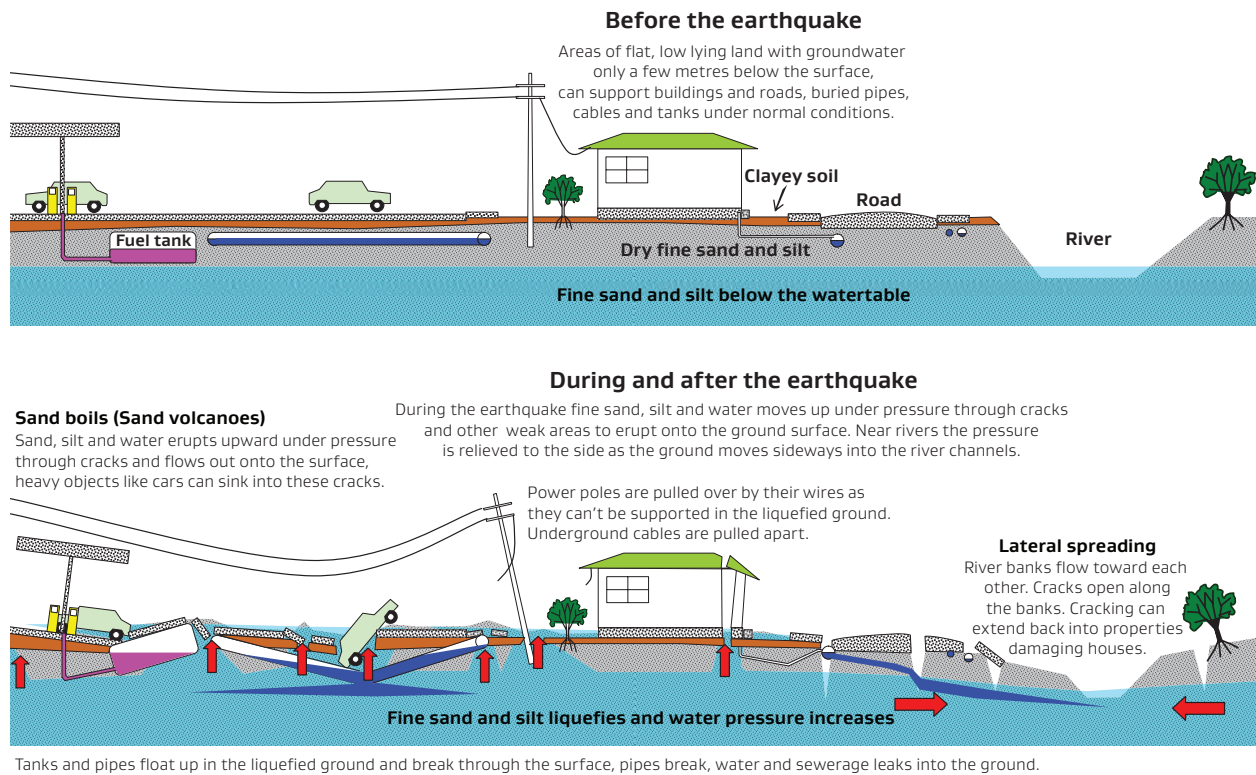 Before the earthquake
Areas of flat, low lying land with groundwater
only a few metres below the surface,
can support buildings and roads, buried pipes,
cables and tanks under normal conditions.
Clayey soil
Road
Fuel tank
Dry fine sand and silt
River
Fine sand and silt below the watertable
During and after the earthquake
Sand boils (Sand volcanoes)
Sand, silt and water erupts upward under pressure
through cracks and flows out onto the surface,
heavy objects like cars can sink into these cracks.
During the earthquake fine sand, silt and water moves up under pressure through cracks
and other weak areas to erupt onto the ground surface. Near rivers the pressure
is relieved to the side as the ground moves sideways into the river channels.
Power poles are pulled over by their wires as
they can't be supported in the liquefied ground.
Underground cables are pulled apart.
Lateral spreading
River banks flow toward each
other. Cracks open along
the banks. Cracking can
extend back into properties
damaging houses.
Fine sand and silt liquefies and water pressure increases
Tanks and pipes float up in the liquefied ground and break through the surface, pipes break, water and sewerage leaks into the ground.